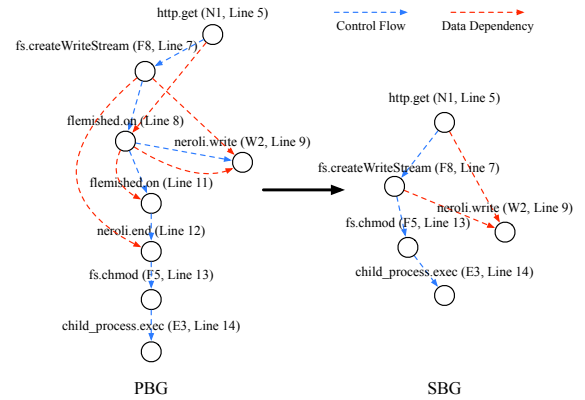 http.get (N1, Line 5)
Control Flow
Data Dependency
fs.createWriteStream (F8, Line 7)
flemished.on (Line 8)
neroli.write (W2, Line 9)
flemished.on (Line 11)
neroli.end (Line 12)
fs.chmod (F5, Line 13)
child_process.exec (E3, Line 14)
PBG
http.get (N1, Line 5)
fs.createWriteStream (F8, Line 7)
neroli.write (W2, Line 9)
fs.chmod (F5, Line 13)
child_process.exec (E3, Line 14)
SBG